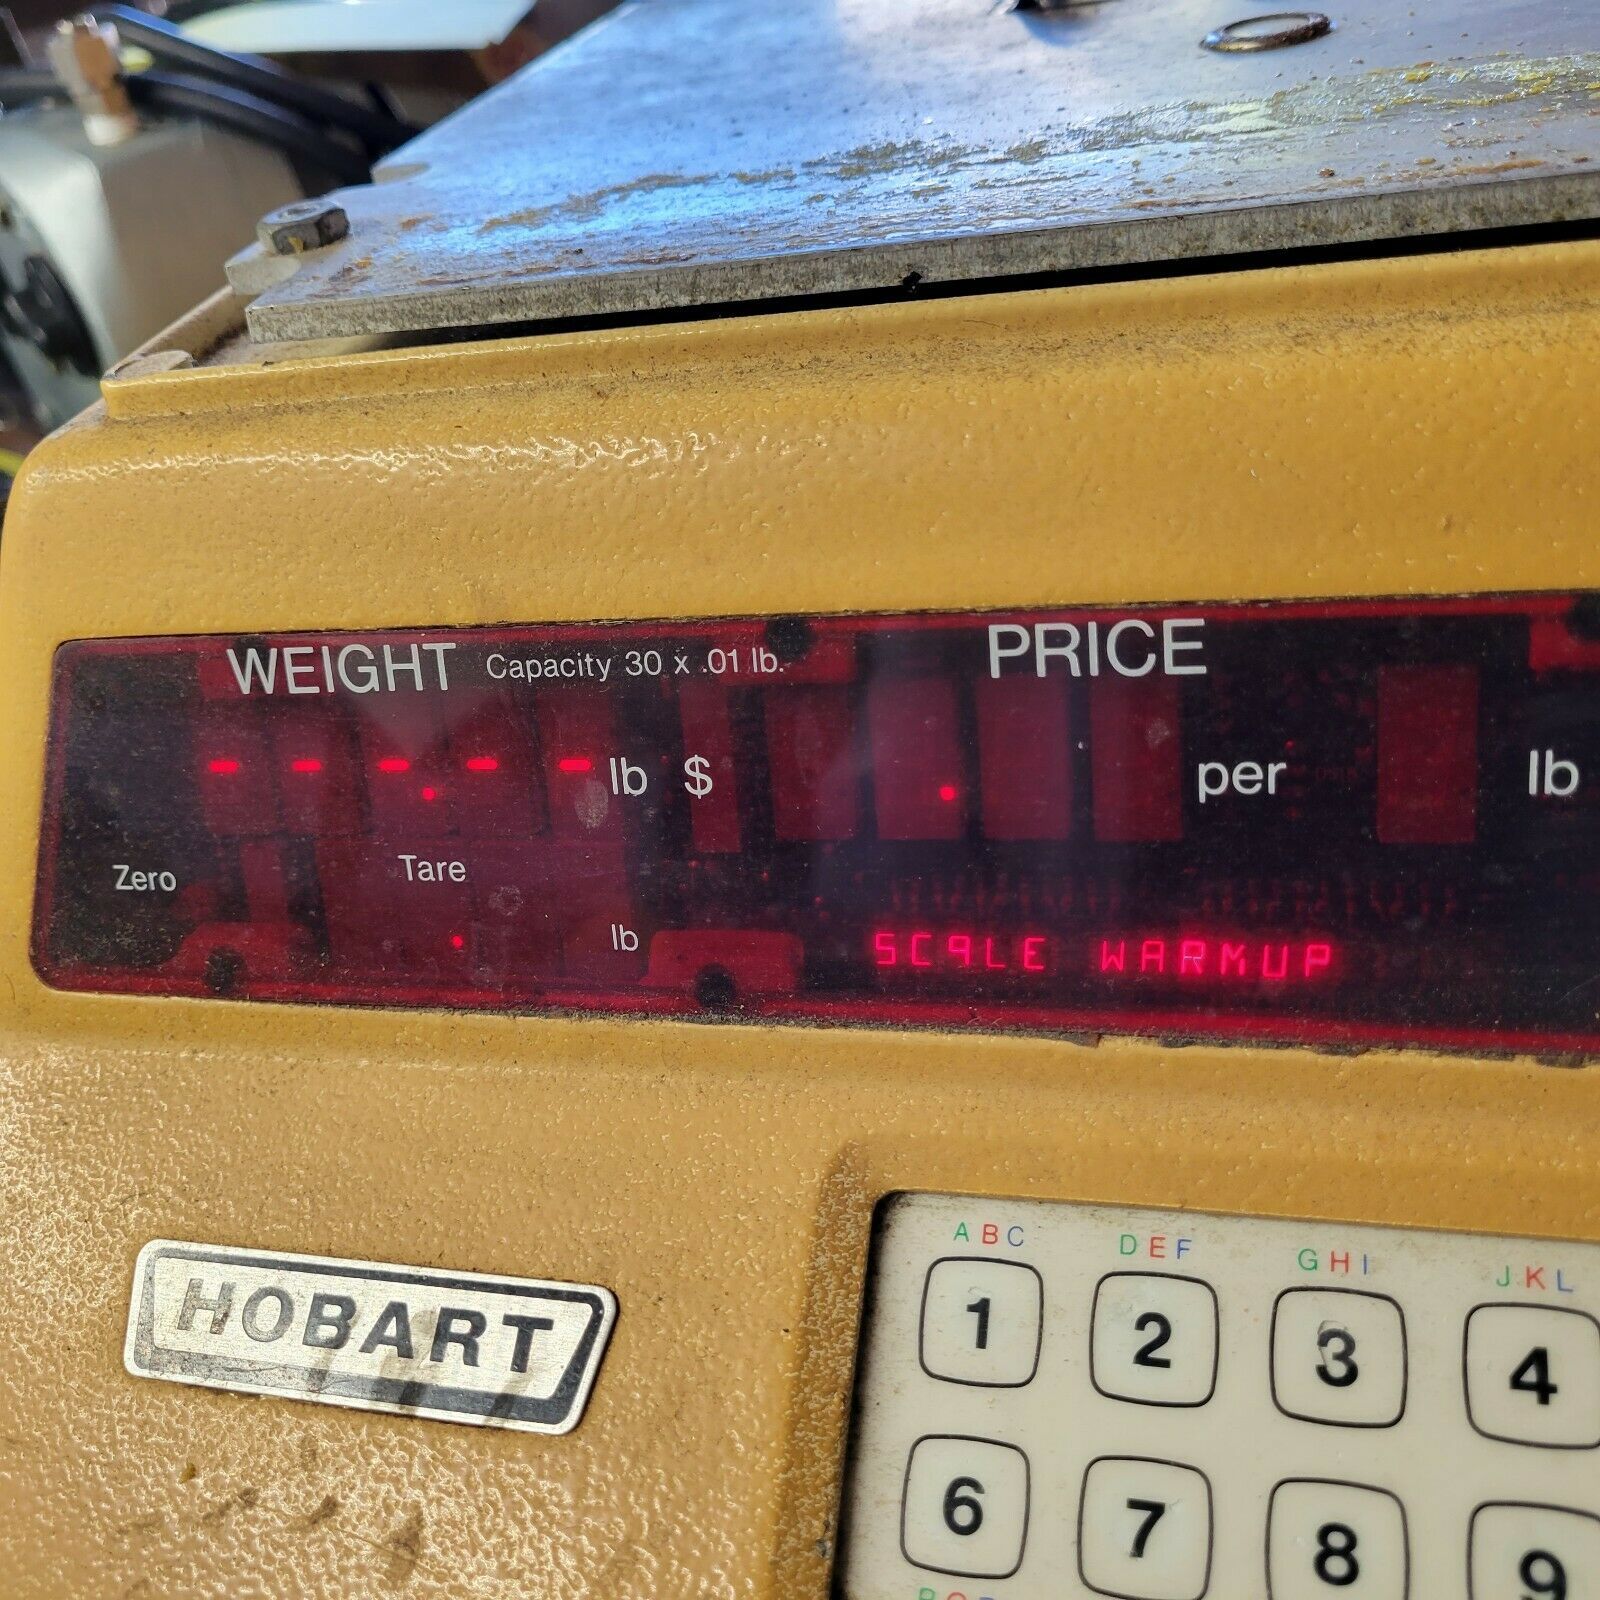 WEIGHT Capacity 30 x .01 lb. PRICE
- - - . - - lb $ . per lb
Zero Tare
. lb SCALE WARMUP
HOBART
ABC DEF GHI JKL
1 2 3 4
6 7 8 9